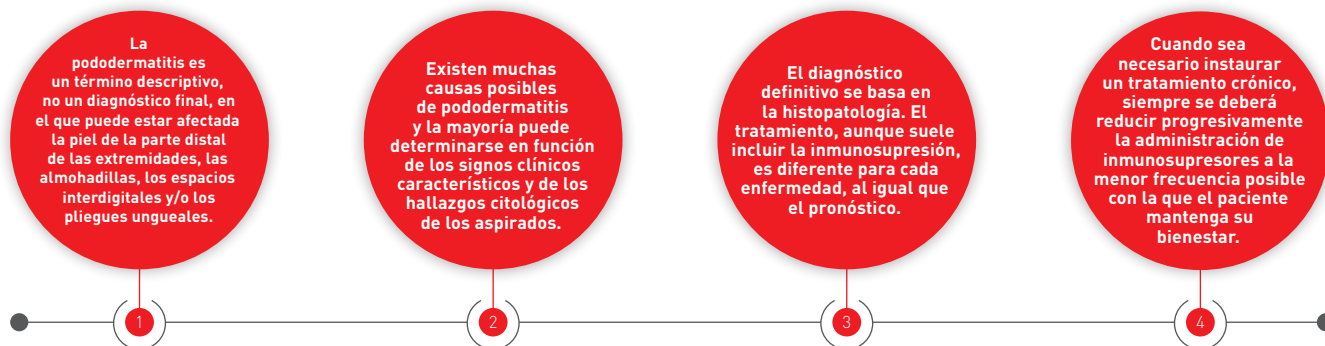 La
pododermatitis es
un término descriptivo,
no un diagnóstico final, en
el que puede estar afectada
la piel de la parte distal
de las extremidades, las
almohadillas, los espacios
interdigitales y/o los
pliegues ungueales.
1
Existen muchas
causas posibles
de pododermatitis
y la mayoría puede
determinarse en función
de los signos clínicos
característicos y de los
hallazgos citológicos
de los aspirados.
2
El diagnóstico
definitivo se basa en
la histopatología. El
tratamiento, aunque suele
incluir la inmunosupresión,
es diferente para cada
enfermedad, al igual que
el pronóstico.
3
Cuando sea
necesario instaurar
un tratamiento crónico,
siempre se deberá
reducir progresivamente
la administración de
inmunosupresores a la
menor frecuencia posible
con la que el paciente
mantenga su
bienestar.
4